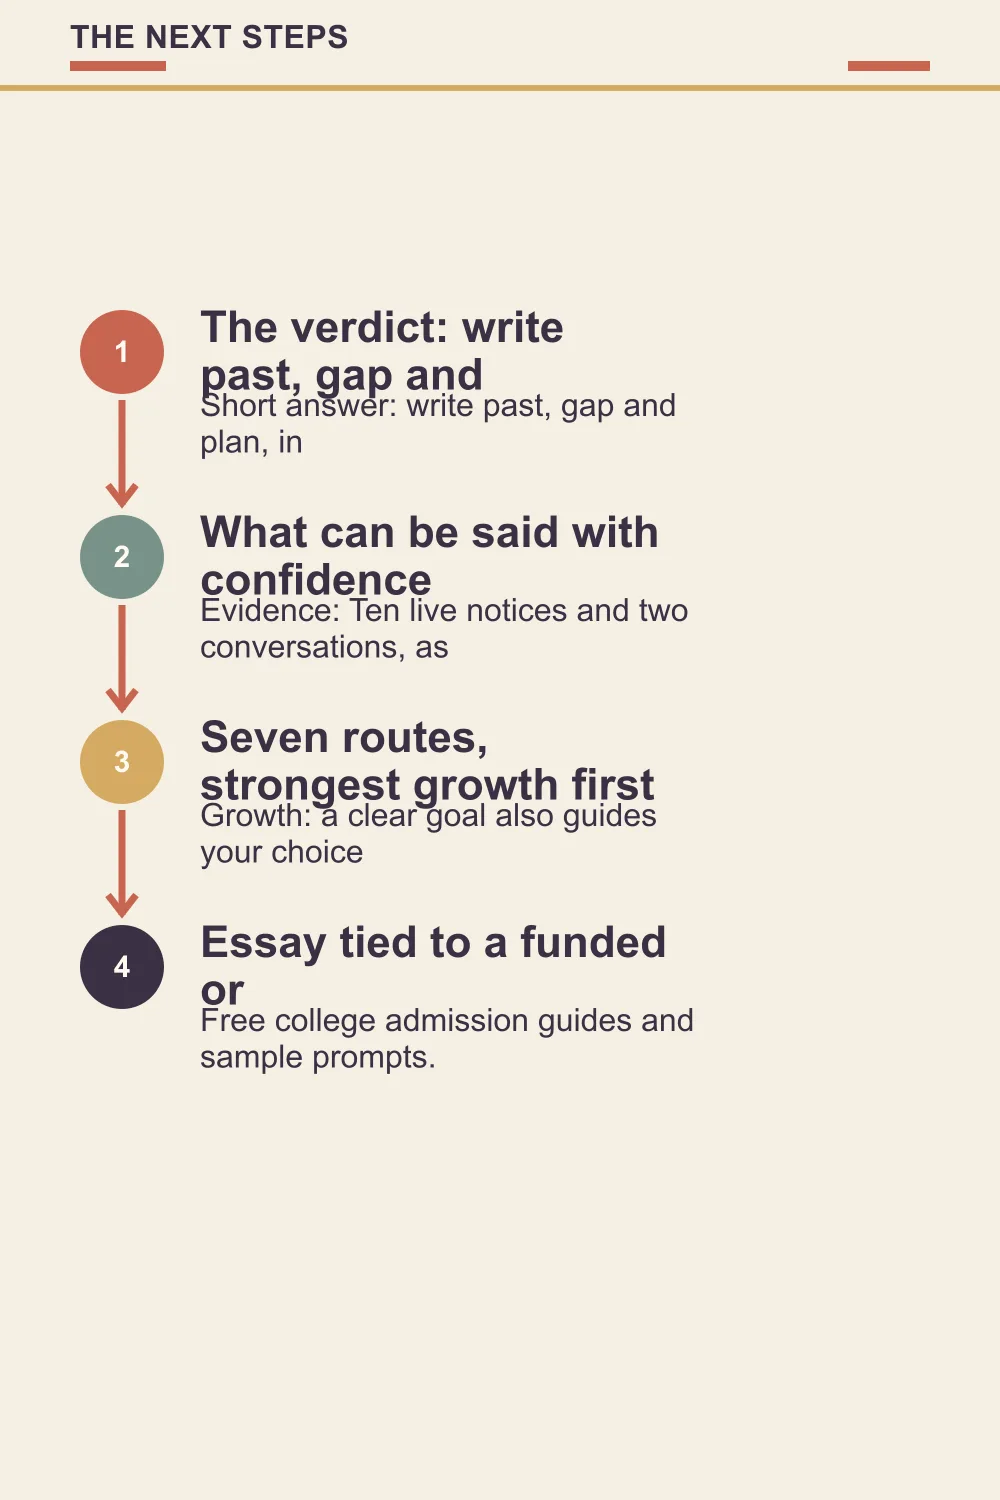 THE NEXT STEPS
1
The verdict: write
past, gap and
Short answer: write past, gap and
plan, in
2
What can be said with
confidence
Evidence: Ten live notices and two
conversations, as
3
Seven routes,
strongest growth first
Growth: a clear goal also guides
your choice
4
Essay tied to a funded
or
Free college admission guides and
sample prompts.